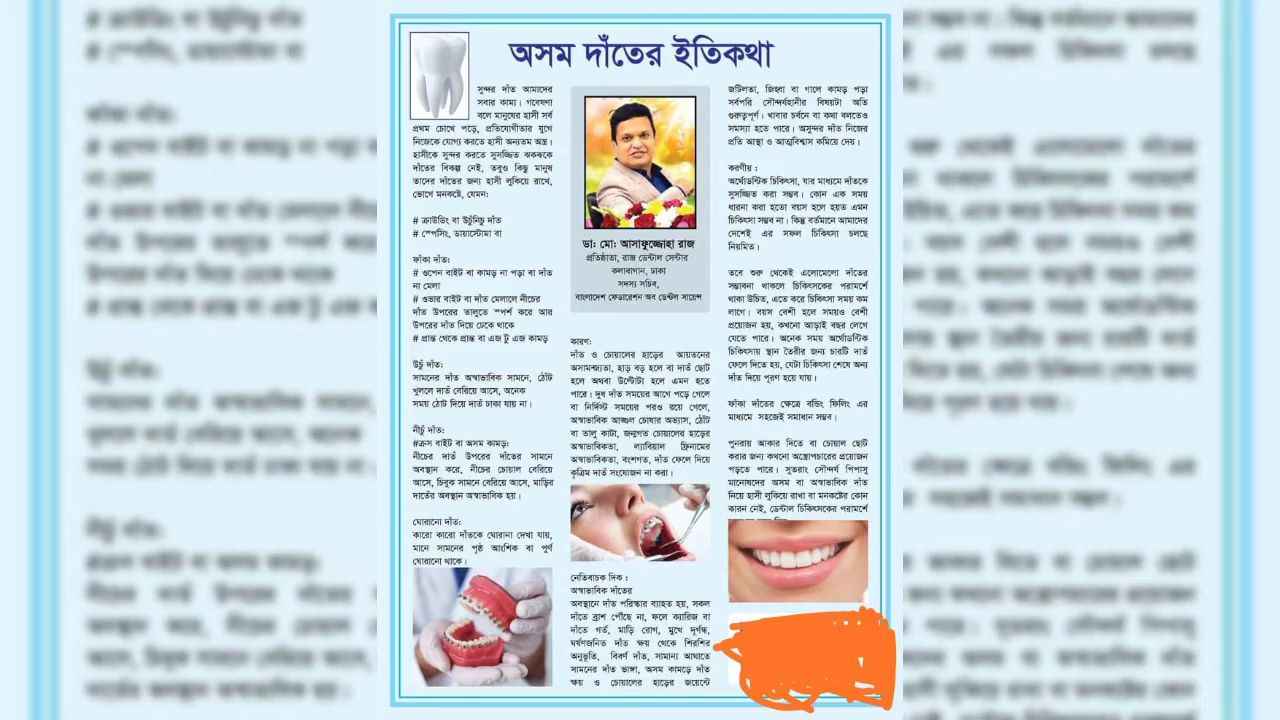 অসম দাঁতের ইতিকথা
সুন্দর দাঁত আমাদের
সবার কাম্য। গবেষণা
বলে মানুষের হাসী সর্ব
প্রথম চোখে পড়ে, প্রতিযোগীতার যুগে
নিজেকে যোগ্য করতে হাসী অন্যতম অস্ত্র।
হাসীকে সুন্দর করতে সুসজ্জিত ঝকঝকে
দাঁতের বিকল্প নেই, তবুও কিছু মানুষ
তাদের দাঁতের জন্য হাসী লুকিয়ে রাখে,
ভোগে মনকষ্টে, যেমন:
# ক্রাউডিং বা উচুঁনিচু দাঁত
# স্পেসিং, ডায়াস্টোমা বা
ফাঁকা দাঁত:
# ওপেন বাইট বা কামড় না পড়া বা দাঁত
না মেলা
# ওভার বাইট বা দাঁত মেলালে নীচের
দাঁত উপরের তালুতে স্পর্শ করে আর
উপরের দাঁত দিয়ে ঢেকে থাকে
# প্রান্ত থেকে প্রান্ত বা এজ টু এজ কামড়
উচুঁ দাঁত:
সামনের দাঁত অস্বাভাবিক সামনে, ঠোঁট
খুললে দাতঁ বেরিয়ে আসে, অনেক
সময় ঠোট দিয়ে দাতঁ ঢাকা যায় না।
নীচুঁ দাঁত:
#ক্রস বাইট বা অসম কামড়:
নীচের দাতঁ উপরের দাঁতের সামনে
অবস্থান করে, নীচের চোয়াল বেরিয়ে
আসে, চিবুক সামনে বেরিয়ে আসে, মাড়ির
দাতেঁর অবস্থান অস্বাভাবিক হয়।
ঘোরানো দাঁত:
কারো কারো দাঁতকে ঘোরানো দেখা যায়,
মানে সামনের পৃষ্ঠ আংশিক বা পূর্ণ
ঘোরানো থাকে।
ডা: মো: আসাফুজ্জোহা রাজ
প্রতিষ্ঠাতা, রাজ ডেন্টাল সেন্টার
কলাবাগান, ঢাকা
সদস্য সচিব,
বাংলাদেশ ফেডারেশন অব ডেন্টল সায়েন্স
কারণ:
দাঁত ও চোয়ালের হাড়ের আয়তনের
অসামঞ্জস্যতা, হাড় বড় হলে বা দাতঁ ছোট
হলে অথবা উল্টোটা হলে এমন হতে
পারে। দুধ দাঁত সময়ের আগে পড়ে গেলে
বা নির্দিস্ট সময়ের পরও রয়ে গেলে,
অস্বাভাবিক আঙ্গুল চোষার অভ্যাস, ঠোঁট
বা তালু কাটা, জন্মগত চোয়ালের হাড়ের
অস্বাভাবিকতা, ল্যাবিয়াল ফ্রিনামের
অস্বাভাবিকতা, বংশগত, দাঁত ফেলে দিয়ে
কৃত্রিম দাতঁ সংযোজন না করা।
নেতিবাচক দিক :
অস্বাভাবিক দাঁতের
অবস্থানে দাঁত পরিস্কার ব্যাহত হয়, সকল
দাঁতে ব্রাশ পৌঁছে না, ফলে ক্যারিজ বা
দাঁতে গর্ত, মাড়ি রোগ, মুখে দূর্গন্ধ,
ঘর্ষণজনিত দাঁত ক্ষয় থেকে শিরশির
অনুভূতি, বিবর্ণ দাঁত, সামান্য আঘাতে
সামনের দাঁত ভাঙ্গা, অসম কামড়ে দাঁত
ক্ষয় ও চোয়ালের হাড়ের জয়েন্টে
জটিলতা, জিহ্বা বা গালে কামড় পড়া
সর্বপরি সৌন্দর্যহানীর বিষয়টা অতি
গুরুত্বপূর্ণ। খাবার চর্বনে বা কথা বলতেও
সমস্যা হতে পারে। অসুন্দর দাঁত নিজের
প্রতি আস্থা ও আত্মবিশ্বাস কমিয়ে দেয়।
করণীয় :
অর্থোডন্টিক চিকিৎসা, যার মাধ্যমে দাঁতকে
সুসজ্জিত করা সম্ভব। কোন এক সময়
ধারনা করা হতো বয়স হলে হয়ত এমন
চিকিৎসা সম্ভব না। কিন্তু বর্তমানে আমাদের
দেশেই এর সফল চিকিৎসা চলছে
নিয়মিত।
তবে শুরু থেকেই এলোমেলো দাঁতের
সম্ভাবনা থাকলে চিকিৎসকের পরামর্শে
থাকা উচিত, এতে করে চিকিৎসা সময় কম
লাগে। বয়স বেশী হলে সময়ও বেশী
প্রয়োজন হয়, কখনো আড়াই বছর লেগে
যেতে পারে। অনেক সময় অর্থোডন্টিক
চিকিৎসায় স্থান তৈরীর জন্য চারটি দাতঁ
ফেলে দিতে হয়, যেটা চিকিৎসা শেষে অন্য
দাঁত দিয়ে পূরণ হয়ে যায়।
ফাঁকা দাঁতের ক্ষেত্রে বন্ডিং ফিলিং এর
মাধ্যমে সহজেই সমাধান সম্ভব।
পুনরায় আকার দিতে বা চোয়াল ছোট
করার জন্য কখনো অস্ত্রোপচারের প্রয়োজন
পড়তে পারে। সুতরাং সৌন্দর্য পিপাসু
মানোষদের অসম বা অস্বাভাবিক দাঁত
নিয়ে হাসী লুকিয়ে রাখা বা মনকষ্টের কোন
কারন নেই, ডেন্টাল চিকিৎসকের পরামর্শে